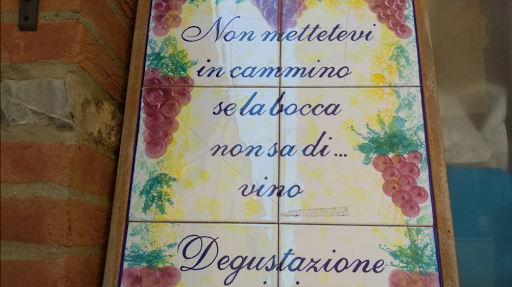 Non mettetevi
in cammino
se la bocca
non sa di...
vino
Degustazione